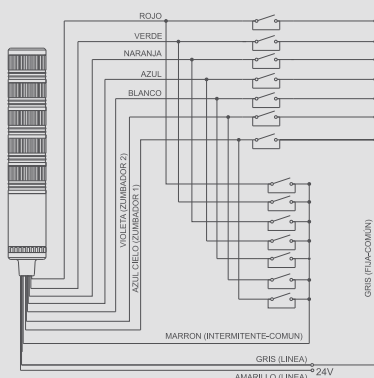 ROJO
VERDE
NARANJA
AZUL
BLANCO
VIOLETA (ZUMBADOR 2)
AZUL CIELO (ZUMBADOR 1)
GRIS (FIJA-COMÚN)
MARRON (INTERMITENTE-COMUN)
GRIS (LINEA)
24V
AMARILLO (LINEA)